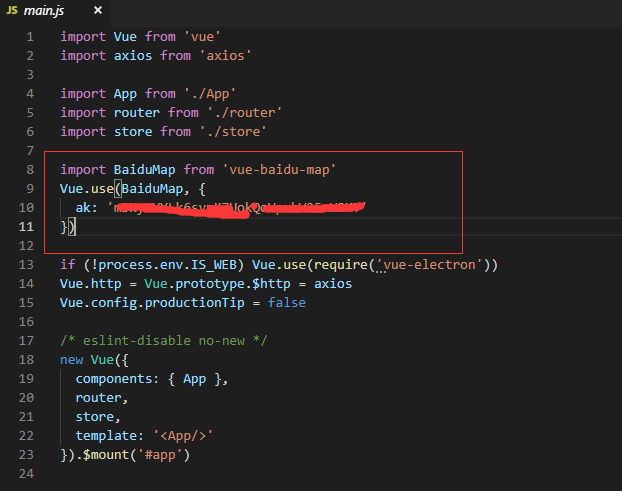 JS main.js ×
1 import Vue from 'vue'
2 import axios from 'axios'
3
4 import App from './App'
5 import router from './router'
6 import store from './store'
7
8 import BaiduMap from 'vue-baidu-map'
9 Vue.use(BaiduMap, {
10   ak: '
11 })
12
13 if (!process.env.IS_WEB) Vue.use(require('vue-electron'))
14 Vue.http = Vue.prototype.$http = axios
15 Vue.config.productionTip = false
16
17 /* eslint-disable no-new */
18 new Vue({
19   components: { App },
20   router,
21   store,
22   template: '<App/>'
23 }).$mount('#app')
24